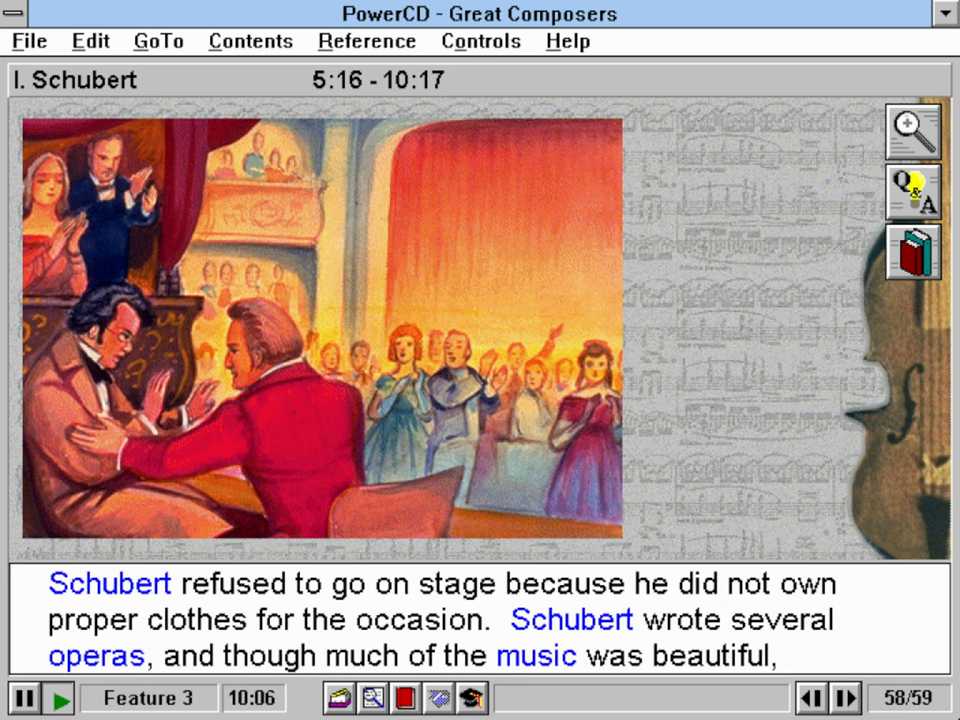 PowerCD - Great Composers
File Edit GoTo Contents Reference Controls Help
I. Schubert 5:16 - 10:17
Q & A
Schubert refused to go on stage because he did not own
proper clothes for the occasion. Schubert wrote several
operas, and though much of the music was beautiful,
Feature 3 10:06 58/59